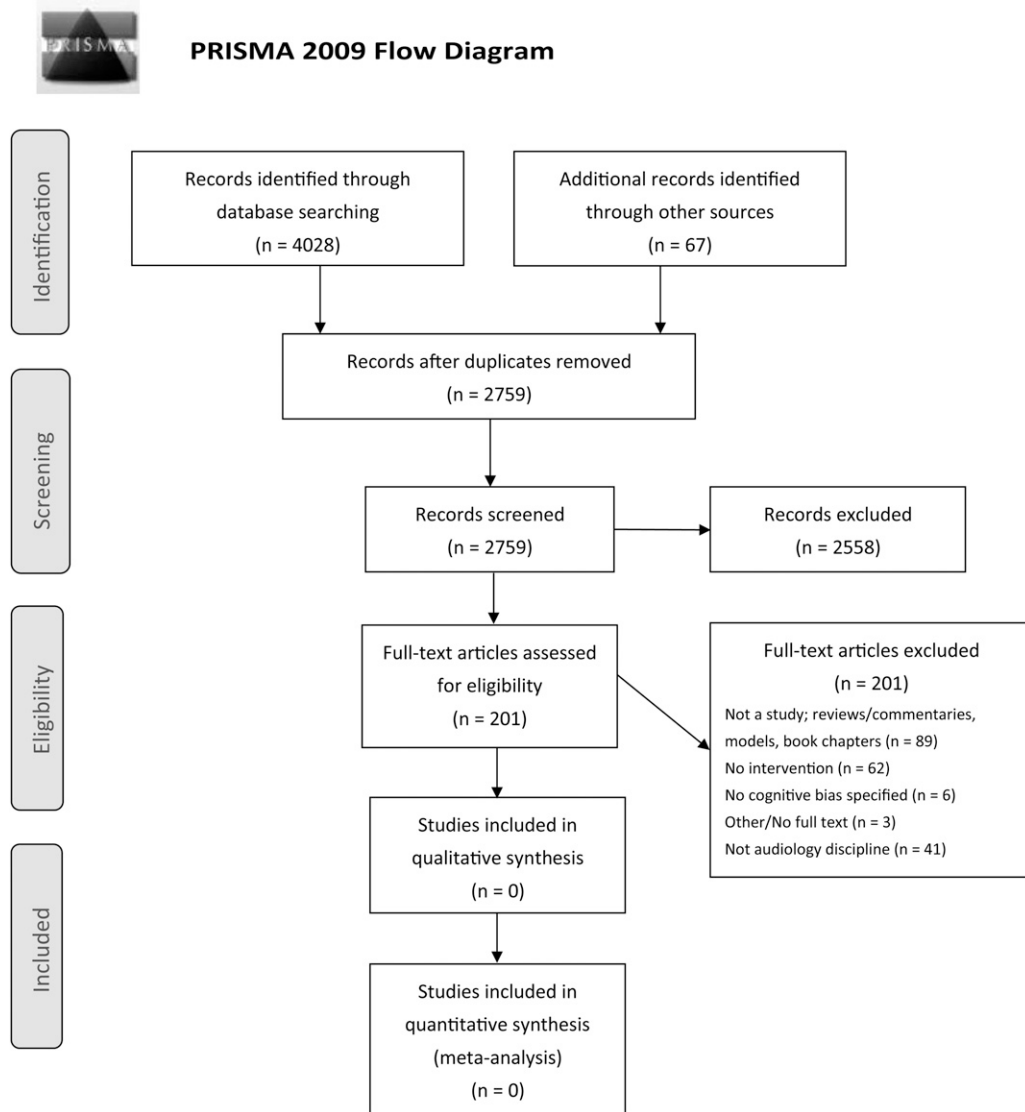 PRISMA
PRISMA 2009 Flow Diagram
Identification
Records identified through
database searching
(n = 4028)
Additional records identified
through other sources
(n = 67)
Records after duplicates removed
(n = 2759)
Screening
Records screened
(n = 2759)
Records excluded
(n = 2558)
Eligibility
Full-text articles assessed
for eligibility
(n = 201)
Full-text articles excluded
(n = 201)
Not a study; reviews/commentaries,
models, book chapters (n = 89)
No intervention (n = 62)
No cognitive bias specified (n = 6)
Other/No full text (n = 3)
Not audiology discipline (n = 41)
Included
Studies included in
qualitative synthesis
(n = 0)
Studies included in
quantitative synthesis
(meta-analysis)
(n = 0)